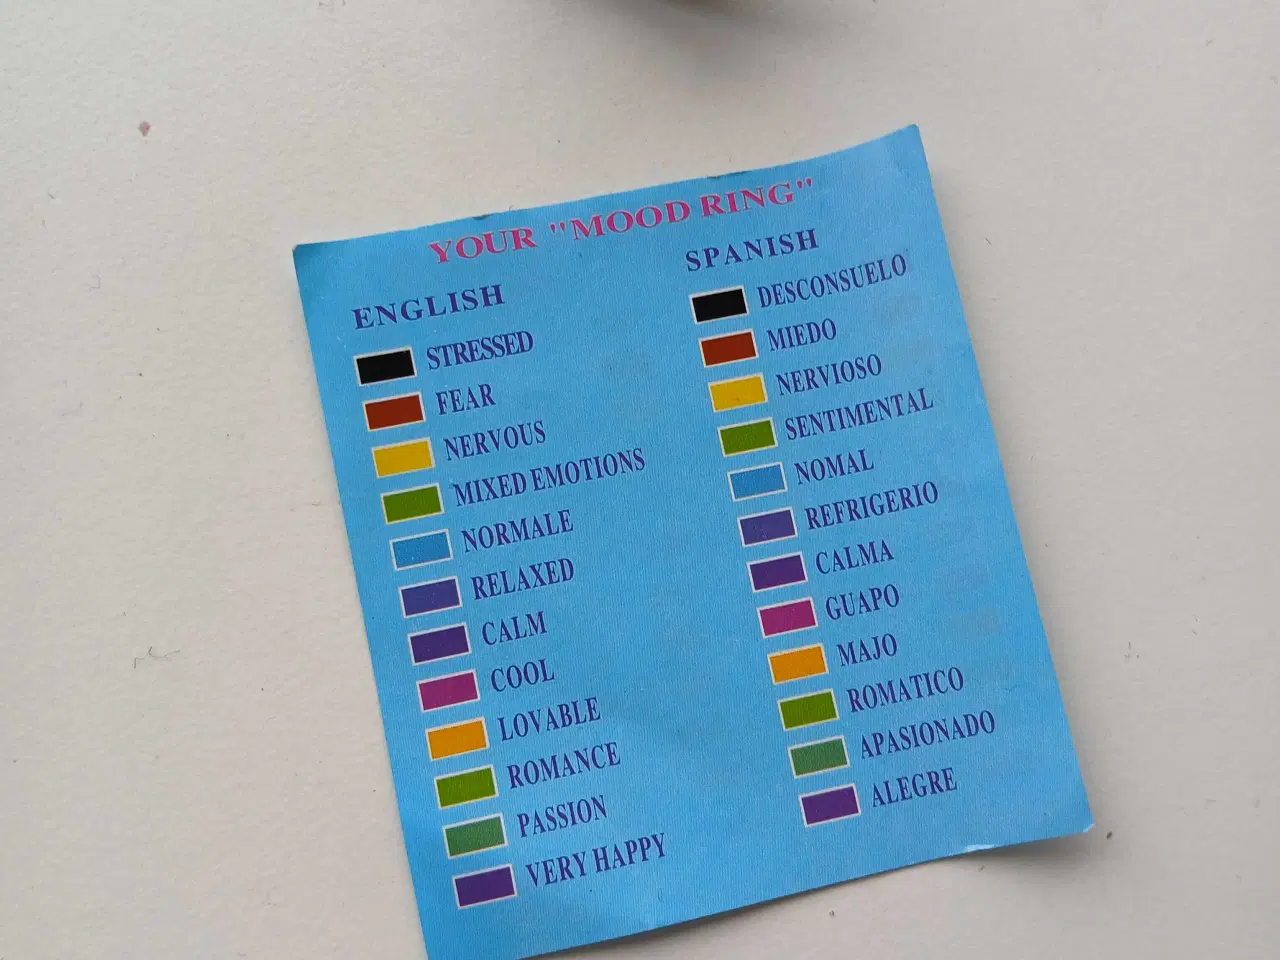 YOUR "MOOD RING"
ENGLISH
STRESSED
FEAR
NERVOUS
MIXED EMOTIONS
NORMALE
RELAXED
CALM
COOL
LOVABLE
ROMANCE
PASSION
VERY HAPPY
SPANISH
DESCONSUELO
MIEDO
NERVIOSO
SENTIMENTAL
NOMAL
REFRIGERIO
CALMA
GUAPO
MAJO
ROMATICO
APASIONADO
ALEGRE